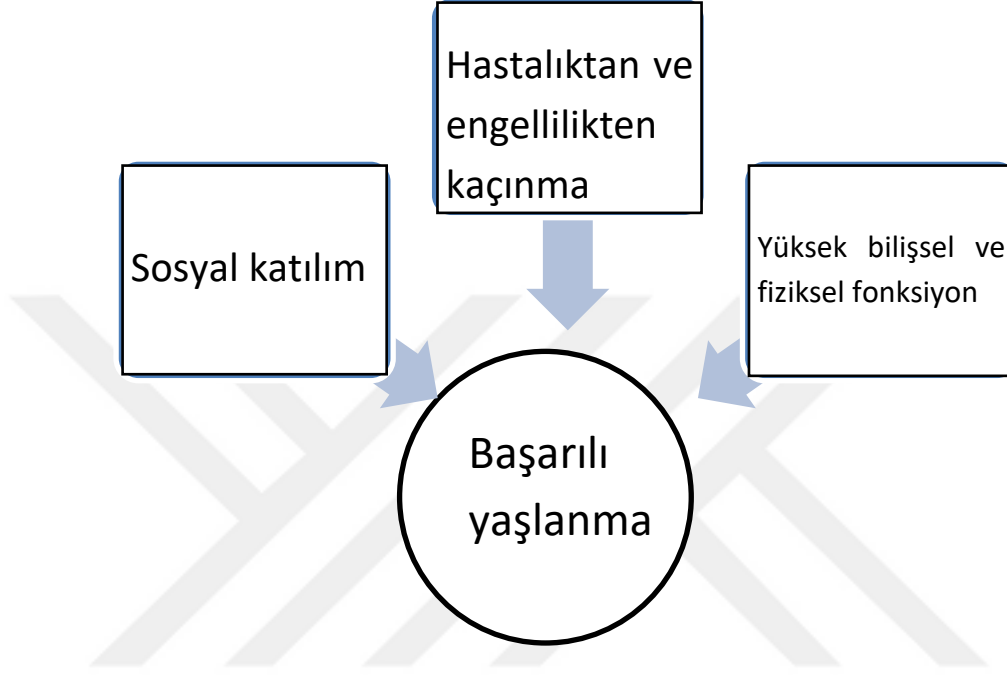 Hastalıktan ve
engellilikten
kaçınma
Sosyal katılım
Yüksek bilişsel ve
fiziksel fonksiyon
Başarılı
yaşlanma